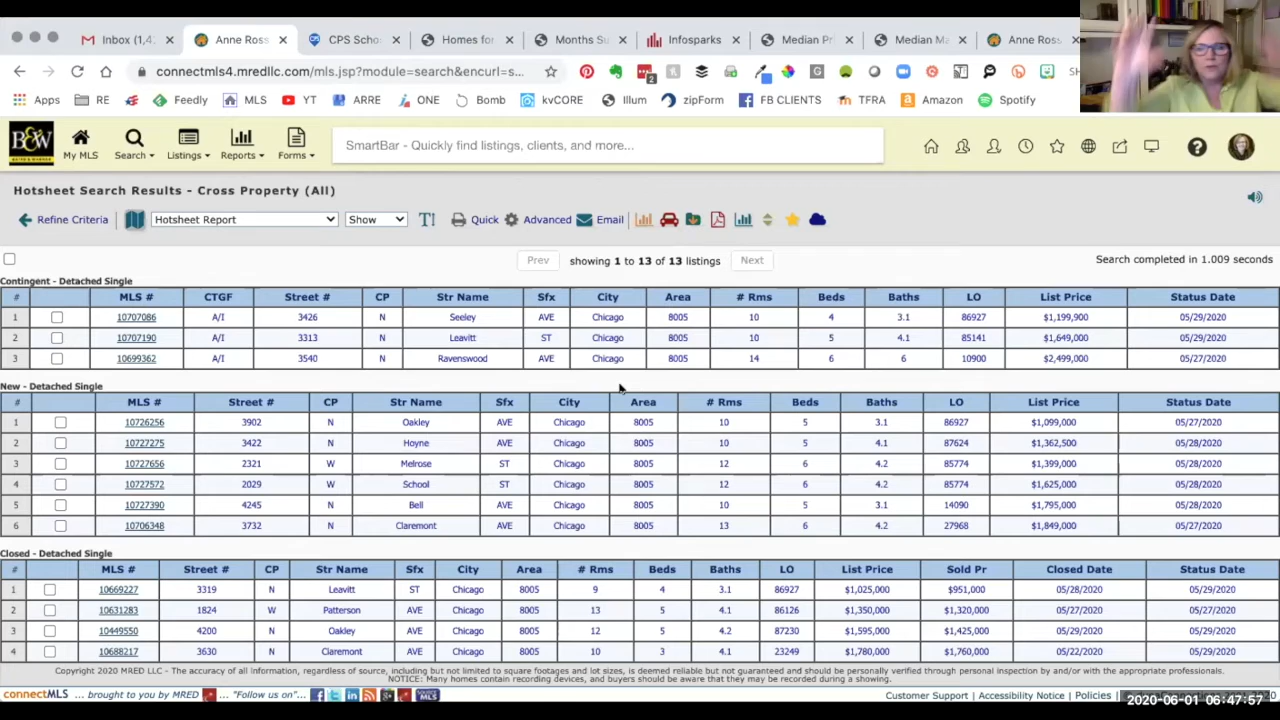 Inbox (1,4 Anne Ross CPS Scho Homes for Months Su Infosparks Median Pr Median Ma Anne Ross
connectmls4.mredllc.com/mls.jsp?module=search&encurl=s...
Apps RE Feedly MLS YT ARRE ONE Bomb kvCORE Illum zipForm FB CLIENTS TFRA Amazon Spotify
B&W My MLS Search Listings Reports Forms SmartBar - Quickly find listings, clients, and more...
Hotsheet Search Results - Cross Property (All)
Refine Criteria Hotsheet Report Show Quick Advanced Email
Prev showing 1 to 13 of 13 listings Next Search completed in 1.009 seconds
Contingent - Detached Single
# MLS # CTGF Street # CP Str Name Sfx City Area # Rms Beds Baths LO List Price Status Date
1 10707086 A/I 3426 N Seeley AVE Chicago 8005 10 4 3.1 86927 $1,199,900 05/29/2020
2 10707190 A/I 3313 N Leavitt ST Chicago 8005 10 5 4.1 85141 $1,649,000 05/29/2020
3 10699362 A/I 3540 N Ravenswood AVE Chicago 8005 14 6 6 10900 $2,499,000 05/27/2020
New - Detached Single
# MLS # Street # CP Str Name Sfx City Area # Rms Beds Baths LO List Price Status Date
1 10726256 3902 N Oakley AVE Chicago 8005 10 5 3.1 86927 $1,099,000 05/27/2020
2 10727275 3422 N Hoyne AVE Chicago 8005 10 5 4.1 87624 $1,362,500 05/28/2020
3 10727656 2321 W Melrose ST Chicago 8005 12 6 4.2 85774 $1,399,000 05/28/2020
4 10727572 2029 W School ST Chicago 8005 12 6 4.2 85774 $1,625,000 05/28/2020
5 10727390 4245 N Bell AVE Chicago 8005 10 5 3.1 14090 $1,795,000 05/28/2020
6 10706348 3732 N Claremont AVE Chicago 8005 13 6 4.2 27968 $1,849,000 05/27/2020
Closed - Detached Single
# MLS # Street # CP Str Name Sfx City Area # Rms Beds Baths LO List Price Sold Pr Closed Date Status Date
1 10669227 3319 N Leavitt ST Chicago 8005 9 4 3.1 86927 $1,025,000 $951,000 05/28/2020 05/29/2020
2 10631283 1824 W Patterson AVE Chicago 8005 13 5 4.1 86126 $1,350,000 $1,320,000 05/27/2020 05/27/2020
3 10449550 4200 N Oakley AVE Chicago 8005 12 5 4.2 87230 $1,595,000 $1,425,000 05/29/2020 05/29/2020
4 10688217 3630 N Claremont AVE Chicago 8005 10 3 4.1 23249 $1,780,000 $1,760,000 05/22/2020 05/29/2020
Copyright 2020 MRED LLC - The accuracy of all information, regardless of source, including but not limited to square footages and lot sizes, is deemed reliable but not guaranteed and should be personally verified through personal inspection by and/or with the appropriate professionals.
NOTICE: Many homes contain recording devices, and buyers should be aware that they may be recorded during a showing.
connectMLS ... brought to you by MRED ... "Follow us on"... Customer Support | Accessibility Notice | Policies |
2020-06-01 06:47:57